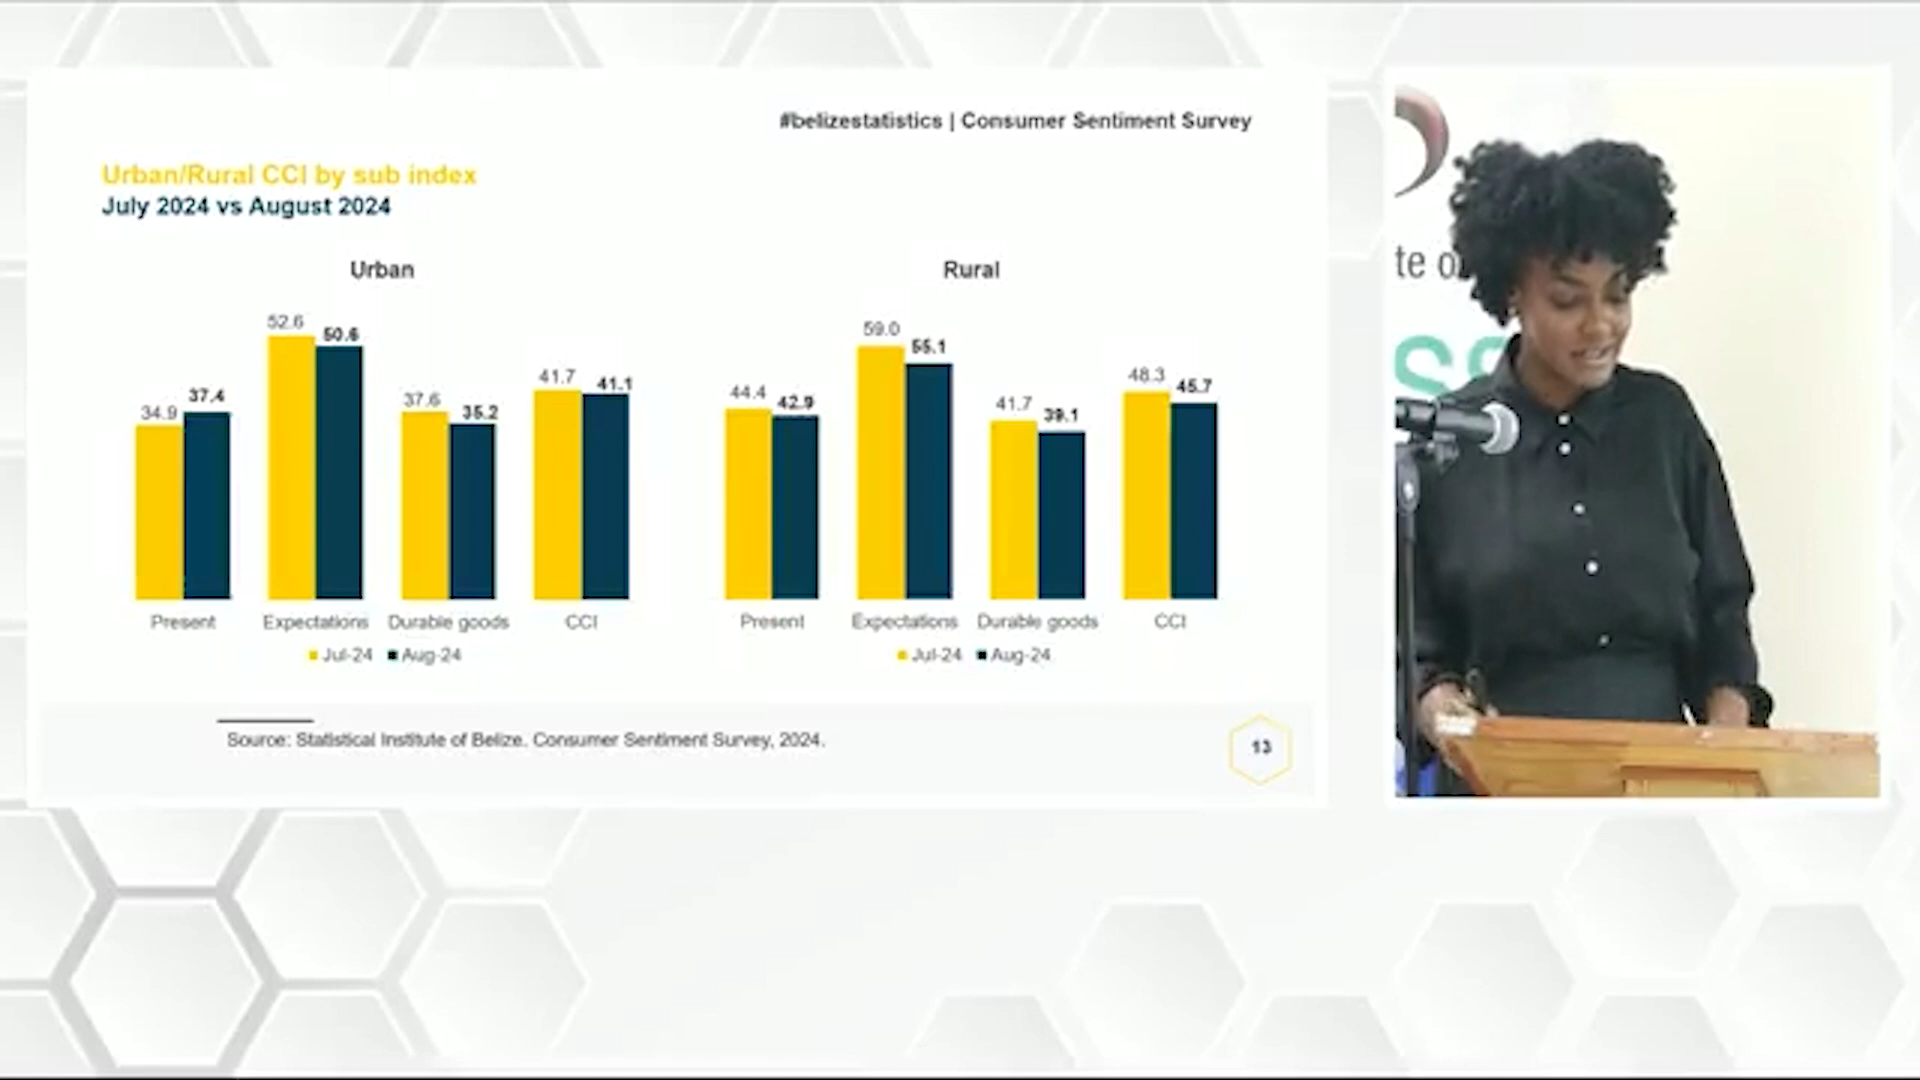 #belizestatistics | Consumer Sentiment Survey
Urban/Rural CCI by sub index
July 2024 vs August 2024
Urban
52.6
50.6
34.9
37.4
37.6
35.2
41.7
41.1
Present
Expectations
Durable goods
CCI
Jul-24
Aug-24
Rural
59.0
55.1
44.4
42.9
41.7
39.1
48.3
45.7
Present
Expectations
Durable goods
CCI
Jul-24
Aug-24
Source: Statistical Institute of Belize. Consumer Sentiment Survey, 2024.
13
te o